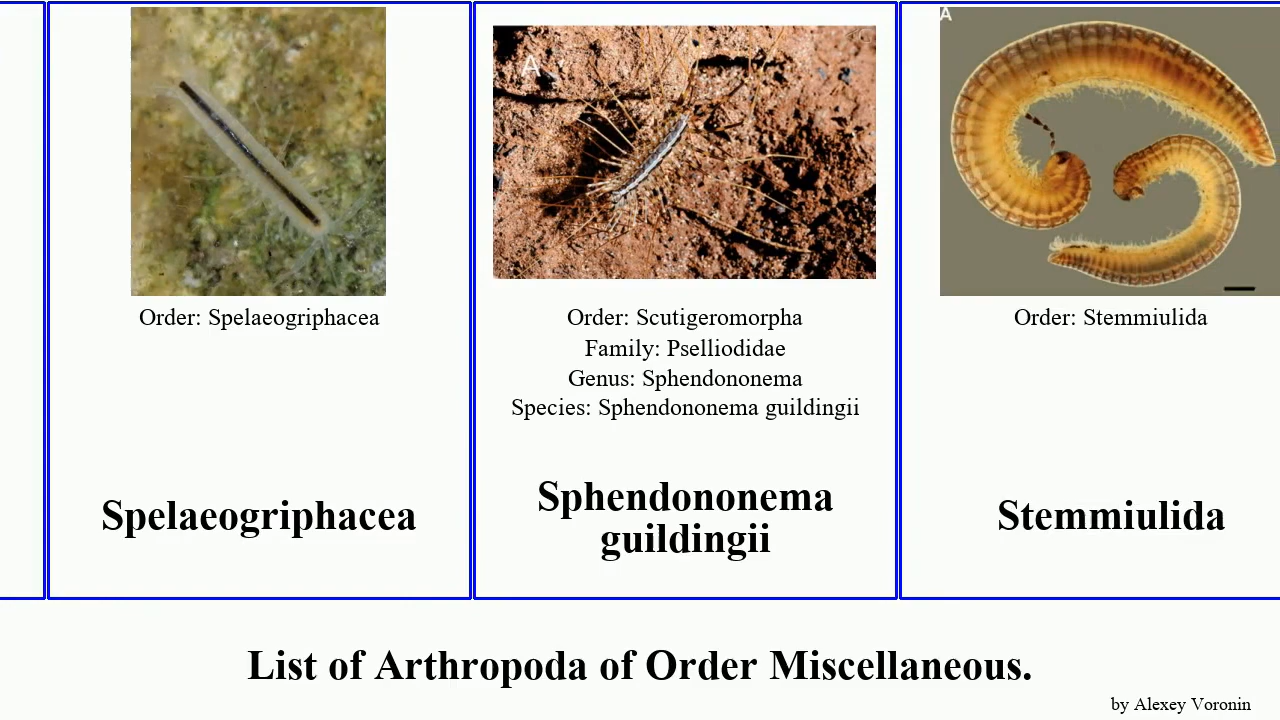 A
A
Order: Spelaeogriphacea
Order: Scutigeromorpha
Family: Pselliodidae
Genus: Sphendononema
Species: Sphendononema guildingii
Order: Stemmiulida
Spelaeogriphacea
Sphendononema
guildingii
Stemmiulida
List of Arthropoda of Order Miscellaneous.
by Alexey Voronin